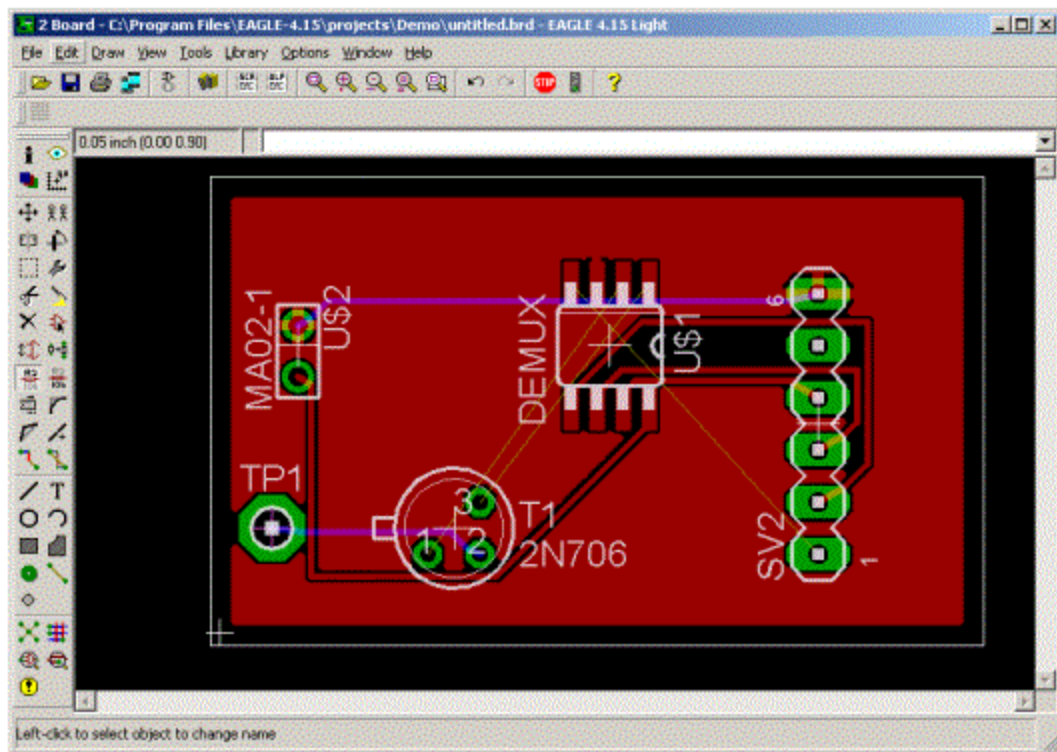 2 Board - C:\Program Files\EAGLE-4.15\projects\Demo\untitled.brd - EAGLE 4.15 Light
File Edit Draw View Tools Library Options Window Help
STOP
0.05 inch (0.00 0.90)
MA02-1
U$2
DEMUX
U$1
6
TP1
3
1 2
T1
2N706
SV2
1
Left-click to select object to change name